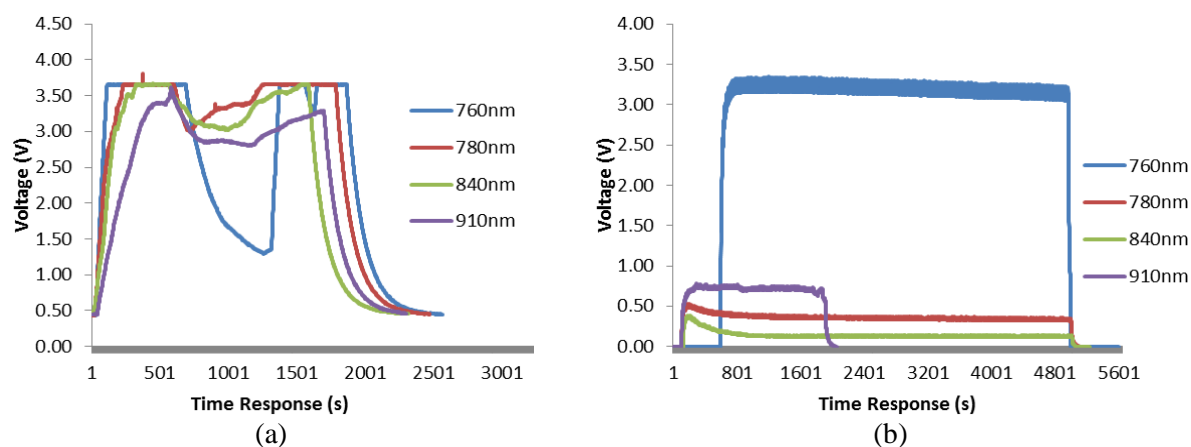 Voltage (V)
4.50
4.00
3.50
3.00
2.50
2.00
1.50
1.00
0.50
0.00
1 501 1001 1501 2001 2501 3001
Time Response (s)
760nm
780nm
840nm
910nm
(a)
Voltage (V)
4.00
3.50
3.00
2.50
2.00
1.50
1.00
0.50
0.00
1 801 1601 2401 3201 4001 4801 5601
Time Response (s)
760nm
780nm
840nm
910nm
(b)